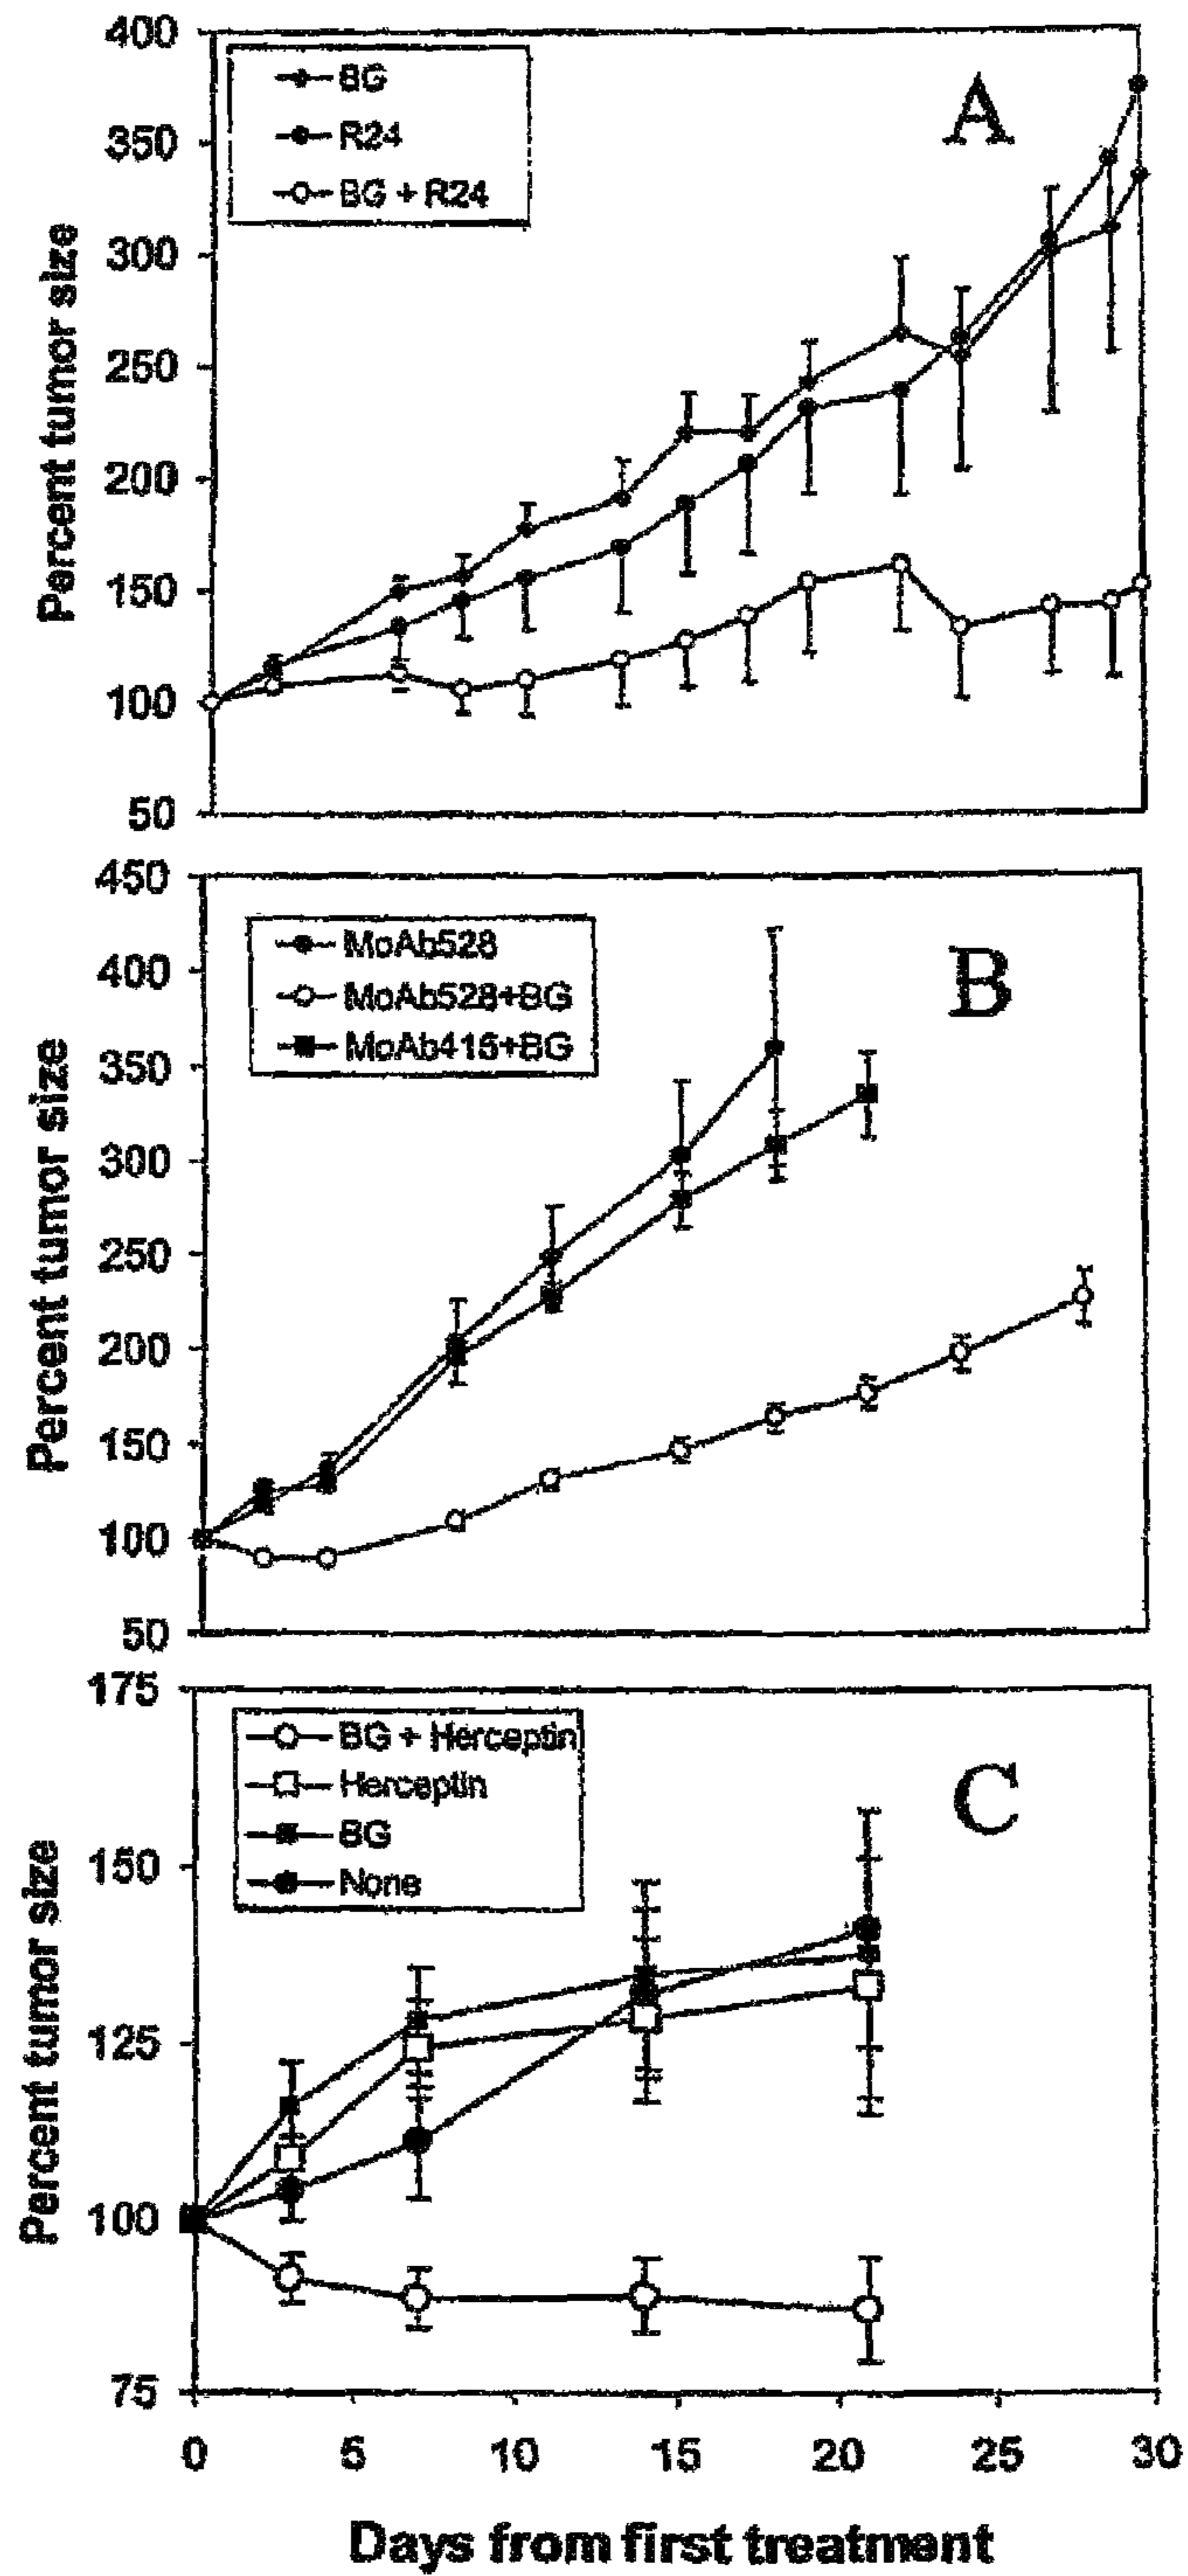 400
350
300
250
200
150
100
50
Percent tumor size
BG
R24
BG + R24
A
450
400
350
300
250
200
150
100
50
Percent tumor size
MoAb528
MoAb528+BG
MoAb415+BG
B
175
150
125
100
75
Percent tumor size
BG + Herceptin
Herceptin
BG
None
C
0 5 10 15 20 25 30
Days from first treatment